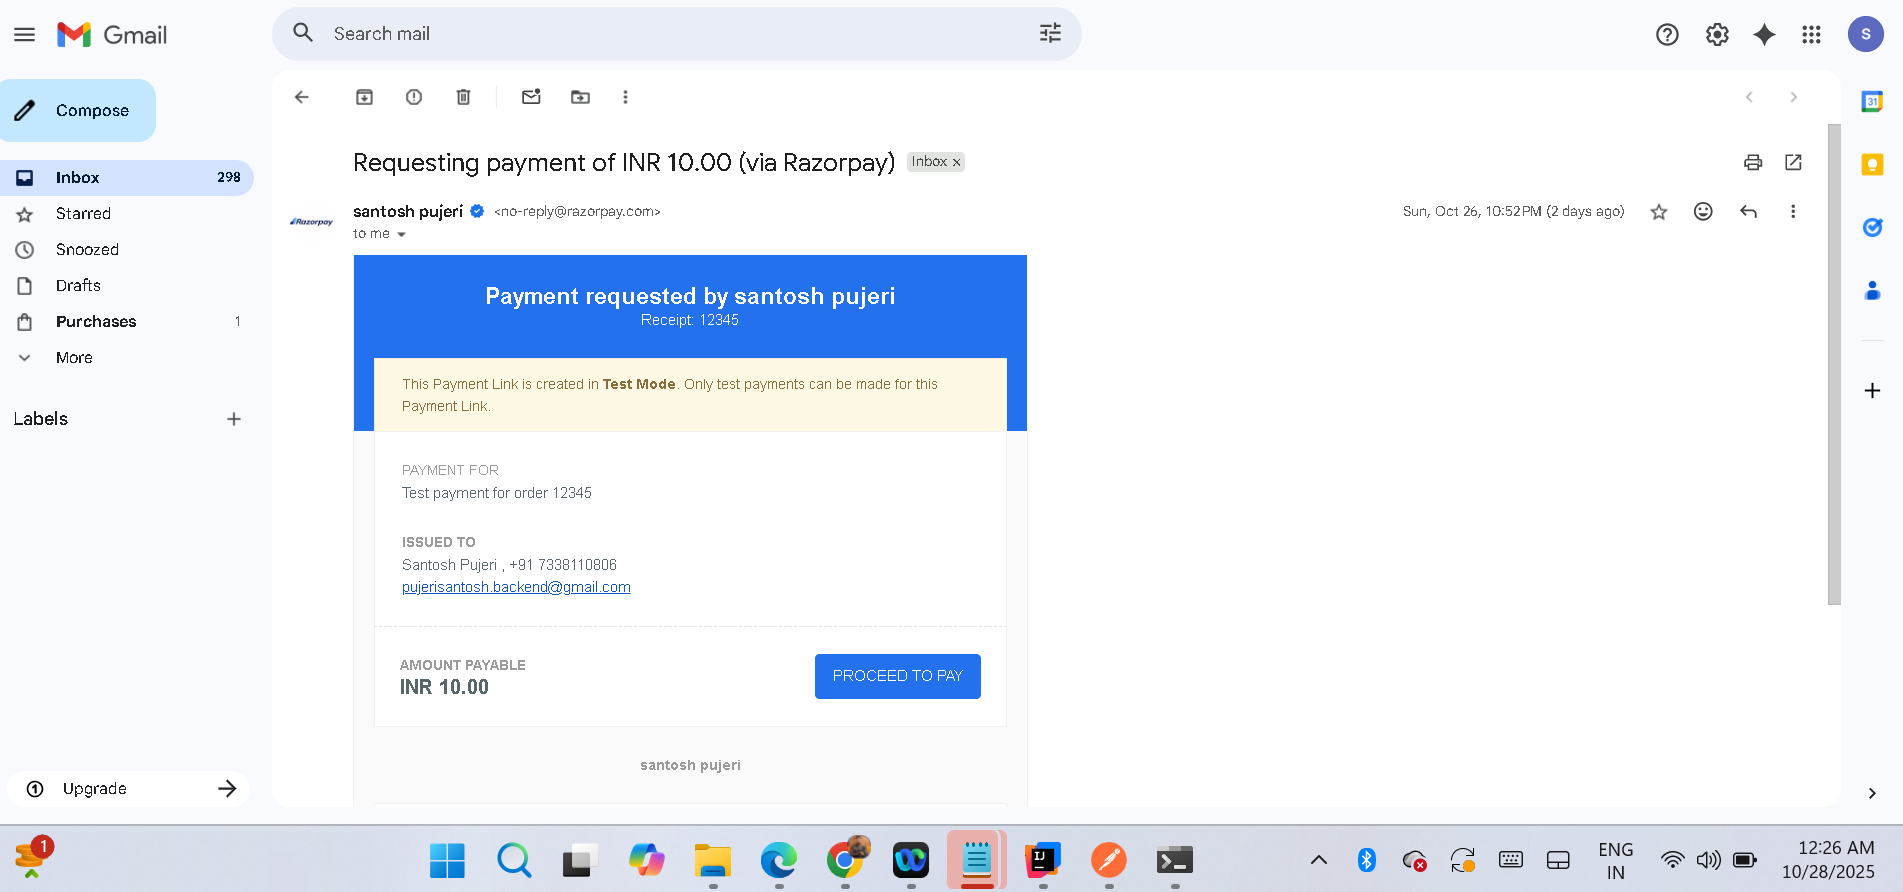 Gmail
Search mail
S
Compose
Inbox 298
Starred
Snoozed
Drafts
Purchases 1
More
Labels
Upgrade
Requesting payment of INR 10.00 (via Razorpay) Inbox x
Razorpay
santosh pujeri <no-reply@razorpay.com>
Sun, Oct 26, 10:52 PM (2 days ago)
to me
Payment requested by santosh pujeri
Receipt: 12345
This Payment Link is created in Test Mode. Only test payments can be made for this
Payment Link.
PAYMENT FOR
Test payment for order 12345
ISSUED TO
Santosh Pujeri , +91 7338110806
pujerisantosh.backend@gmail.com
AMOUNT PAYABLE
INR 10.00
PROCEED TO PAY
santosh pujeri
31
1
IJ
ENG
IN
12:26 AM
10/28/2025